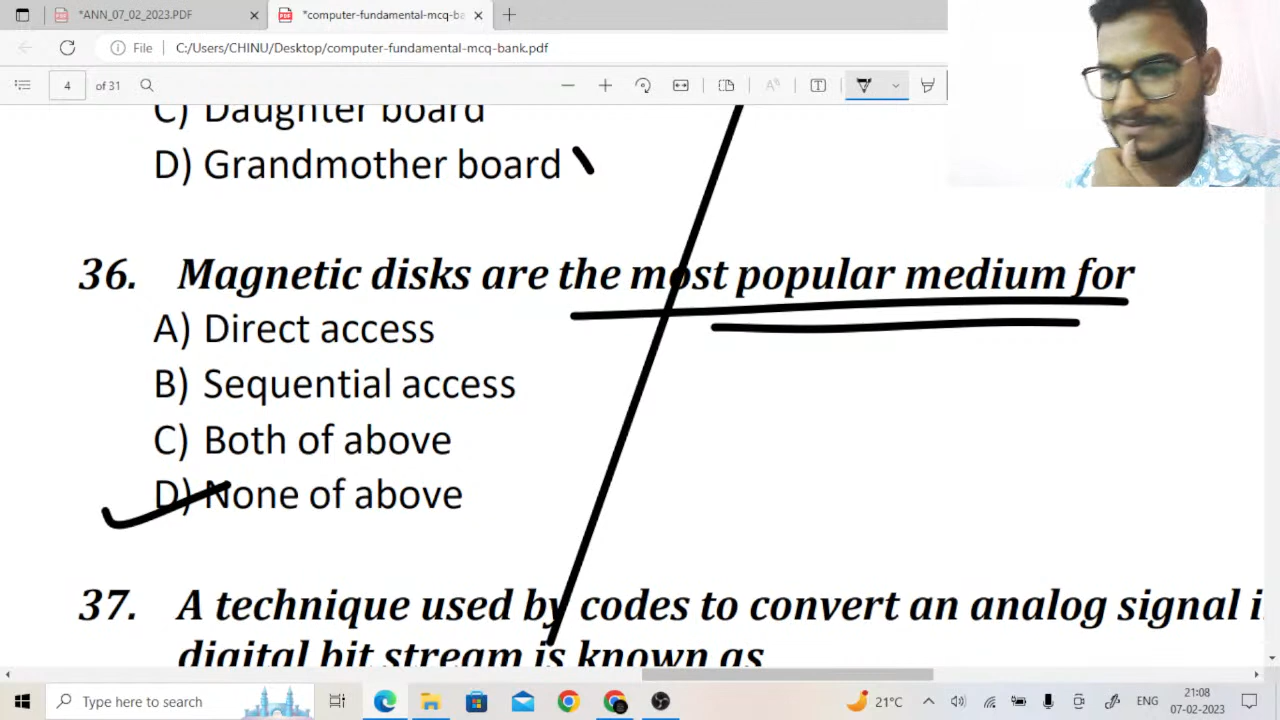 *ANN_07_02_2023.PDF
*computer-fundamental-mcq-ba
File C:/Users/CHINU/Desktop/computer-fundamental-mcq-bank.pdf
4 of 31
C) Daughter board
D) Grandmother board
36. Magnetic disks are the most popular medium for
A) Direct access
B) Sequential access
C) Both of above
D) None of above
37. A technique used by codes to convert an analog signal i
digital bit stream is known as
Type here to search
21°C
ENG
21:08
07-02-2023